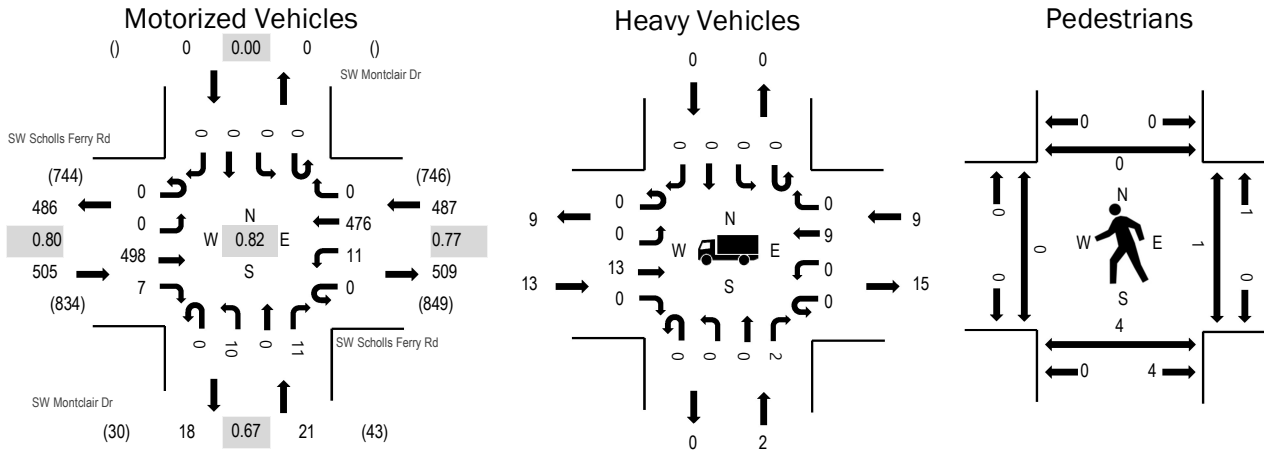 Motorized Vehicles
() 0 0.00 0 ()
SW Montclair Dr
SW Scholls Ferry Rd
0 0 0 0
(744) 0 0 (746)
486 0 N 476 487
0.80 W 0.82 E 0.77
505 498 S 11 509
(834) 7 0 (849)
0 10 0 11
SW Scholls Ferry Rd
SW Montclair Dr
(30) 18 0.67 21 (43)
Heavy Vehicles
0 0
0 0 0 0
0 0
9 0 N 9 9
W E
13 13 S 0 15
0 0
0 0 0 2
0 2
Pedestrians
0 0
0
N
0 0 W E 1 1
0 0
S
4
0 4